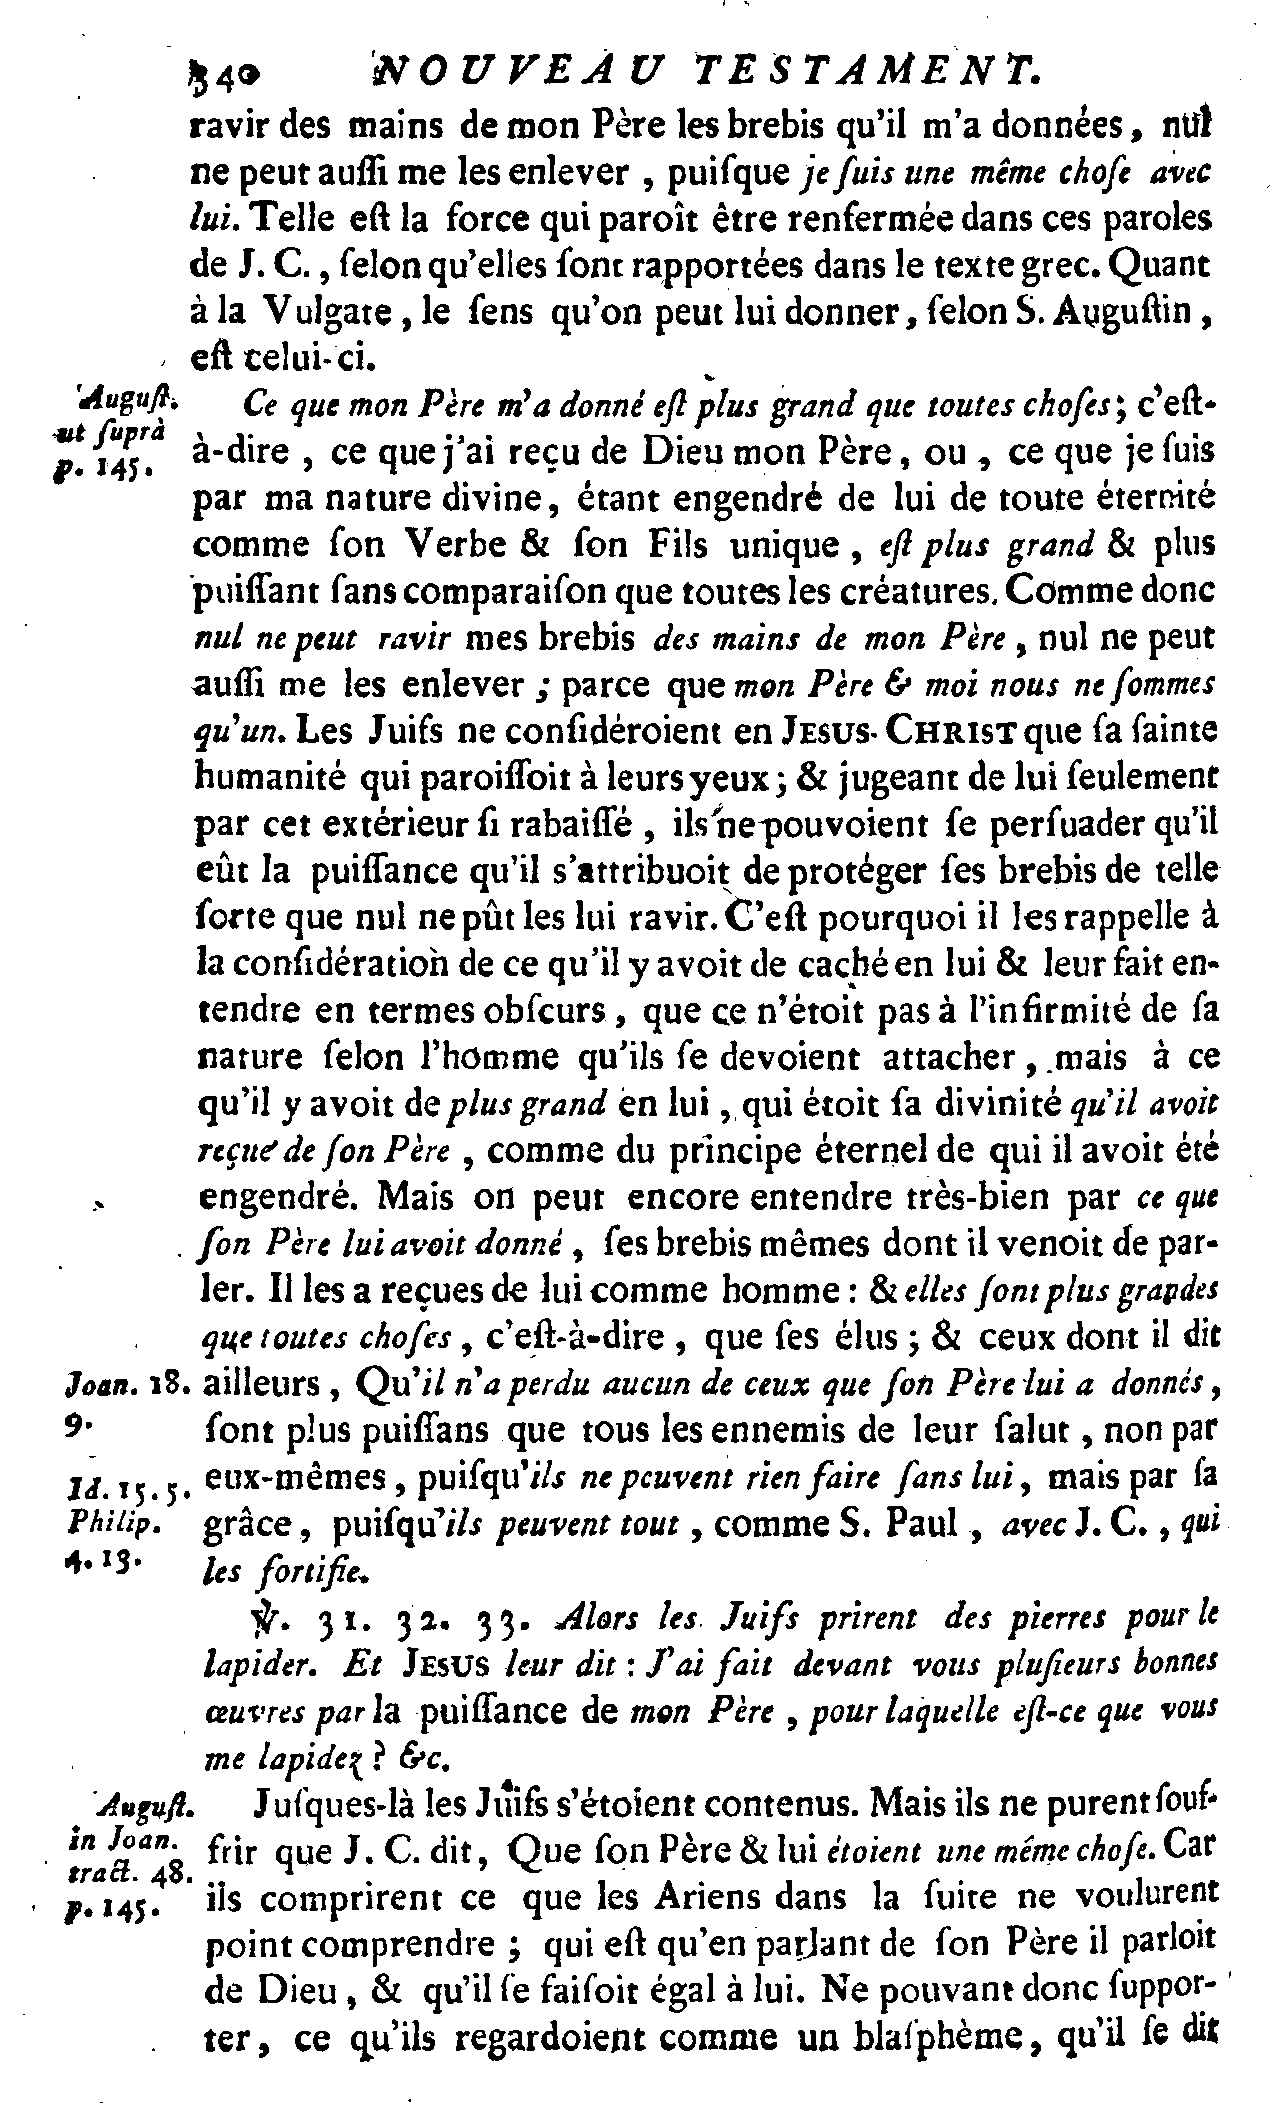 340 NOUVEAU TESTAMENT.
ravir des mains de mon Père les brebis qu'il m'a données, nul
ne peut auſſi me les enlever, puiſque je ſuis une même choſe avec
lui. Telle eſt la force qui paroît être renfermée dans ces paroles
de J. C., ſelon qu'elles ſont rapportées dans le texte grec. Quant
à la Vulgate, le ſens qu'on peut lui donner, ſelon S. Auguſtin,
eſt celui-ci.
Auguſt.
ut ſuprà
p. 145.
Ce que mon Père m'a donné eſt plus grand que toutes choſes; c'eſt-
à-dire, ce que j'ai reçu de Dieu mon Père, ou, ce que je ſuis
par ma nature divine, étant engendré de lui de toute éternité
comme ſon Verbe & ſon Fils unique, eſt plus grand & plus
puiſſant ſans comparaiſon que toutes les créatures. Comme donc
nul ne peut ravir mes brebis des mains de mon Père, nul ne peut
auſſi me les enlever; parce que mon Père & moi nous ne ſommes
qu'un. Les Juifs ne conſidéroient en JESUS-CHRIST que ſa ſainte
humanité qui paroiſſoit à leurs yeux; & jugeant de lui ſeulement
par cet extérieur ſi rabaiſſé, ils ne pouvoient ſe perſuader qu'il
eût la puiſſance qu'il s'attribuoit de protéger ſes brebis de telle
ſorte que nul ne pût les lui ravir. C'eſt pourquoi il les rappelle à
la conſidération de ce qu'il y avoit de caché en lui & leur fait en-
tendre en termes obſcurs, que ce n'étoit pas à l'infirmité de ſa
nature ſelon l'homme qu'ils ſe devoient attacher, mais à ce
qu'il y avoit de plus grand en lui, qui étoit ſa divinité qu'il avoit
reçue de ſon Père, comme du principe éternel de qui il avoit été
engendré. Mais on peut encore entendre très-bien par ce que
ſon Père lui avoit donné, ſes brebis mêmes dont il venoit de par-
ler. Il les a reçues de lui comme homme: & elles ſont plus grandes
que toutes choſes, c'eſt-à-dire, que ſes élus; & ceux dont il dit
Joan. 18.
9.
ailleurs, Qu'il n'a perdu aucun de ceux que ſon Père lui a donnés,
ſont plus puiſſans que tous les ennemis de leur ſalut, non par
Id. 15. 5.
eux-mêmes, puiſqu'ils ne peuvent rien faire ſans lui, mais par ſa
Philip.
4. 13.
grâce, puiſqu'ils peuvent tout, comme S. Paul, avec J. C., qui
les fortifie.
℣. 31. 32. 33. Alors les Juifs prirent des pierres pour le
lapider. Et JESUS leur dit: J'ai fait devant vous pluſieurs bonnes
œuvres par la puiſſance de mon Père, pour laquelle eſt-ce que vous
me lapidez? &c.
Auguſt.
in Joan.
tract. 48.
p. 145.
Juſques-là les Juifs s'étoient contenus. Mais ils ne purent ſouf-
frir que J. C. dit, Que ſon Père & lui étoient une même choſe. Car
ils comprirent ce que les Ariens dans la ſuite ne voulurent
point comprendre; qui eſt qu'en parlant de ſon Père il parloit
de Dieu, & qu'il ſe faiſoit égal à lui. Ne pouvant donc ſuppor-
ter, ce qu'ils regardoient comme un blaſphème, qu'il ſe dit